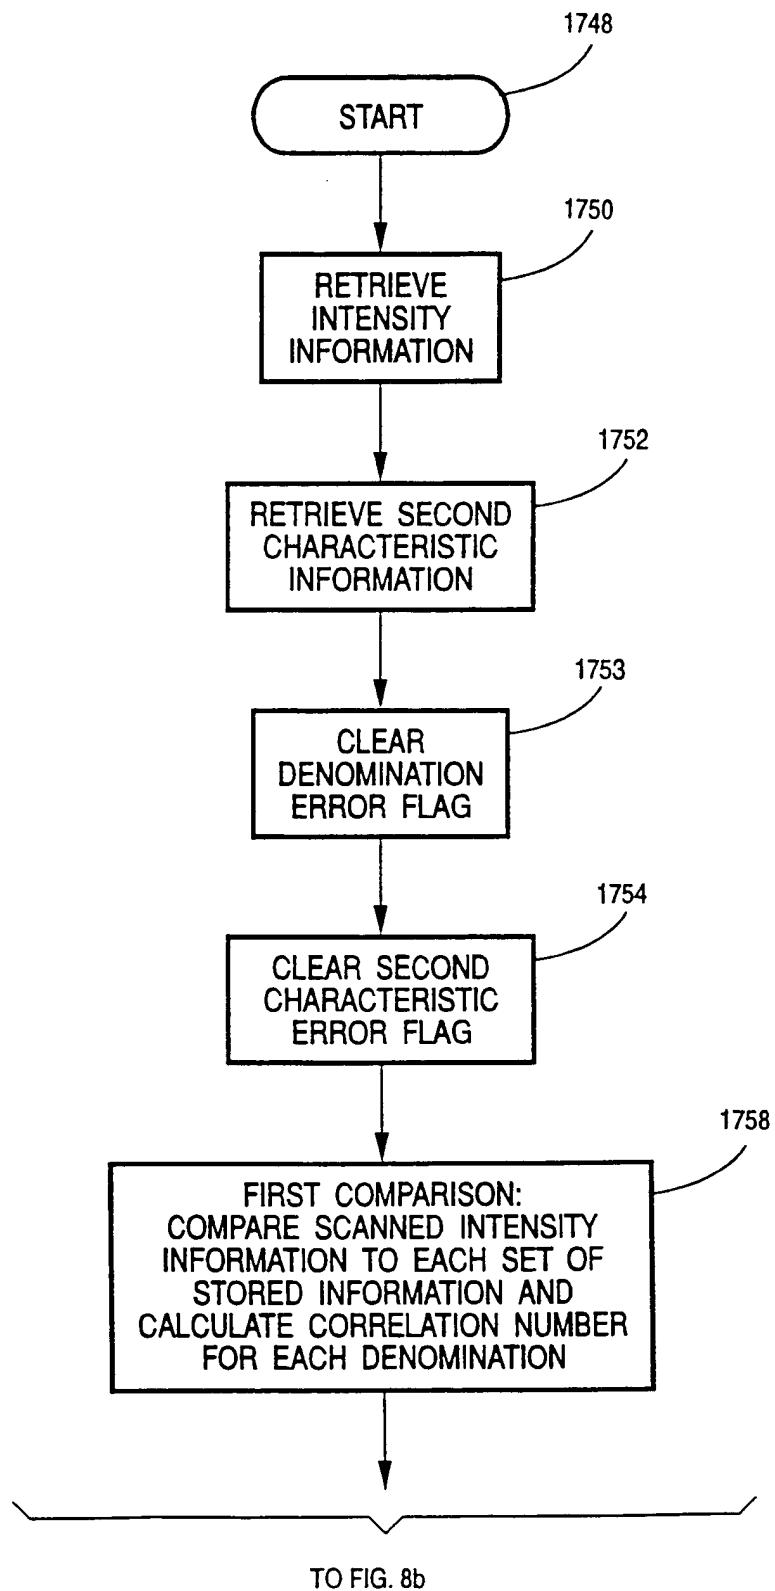 1748
START
1750
RETRIEVE
INTENSITY
INFORMATION
1752
RETRIEVE SECOND
CHARACTERISTIC
INFORMATION
1753
CLEAR
DENOMINATION
ERROR FLAG
1754
CLEAR SECOND
CHARACTERISTIC
ERROR FLAG
1758
FIRST COMPARISON:
COMPARE SCANNED INTENSITY
INFORMATION TO EACH SET OF
STORED INFORMATION AND
CALCULATE CORRELATION NUMBER
FOR EACH DENOMINATION
TO FIG. 8b